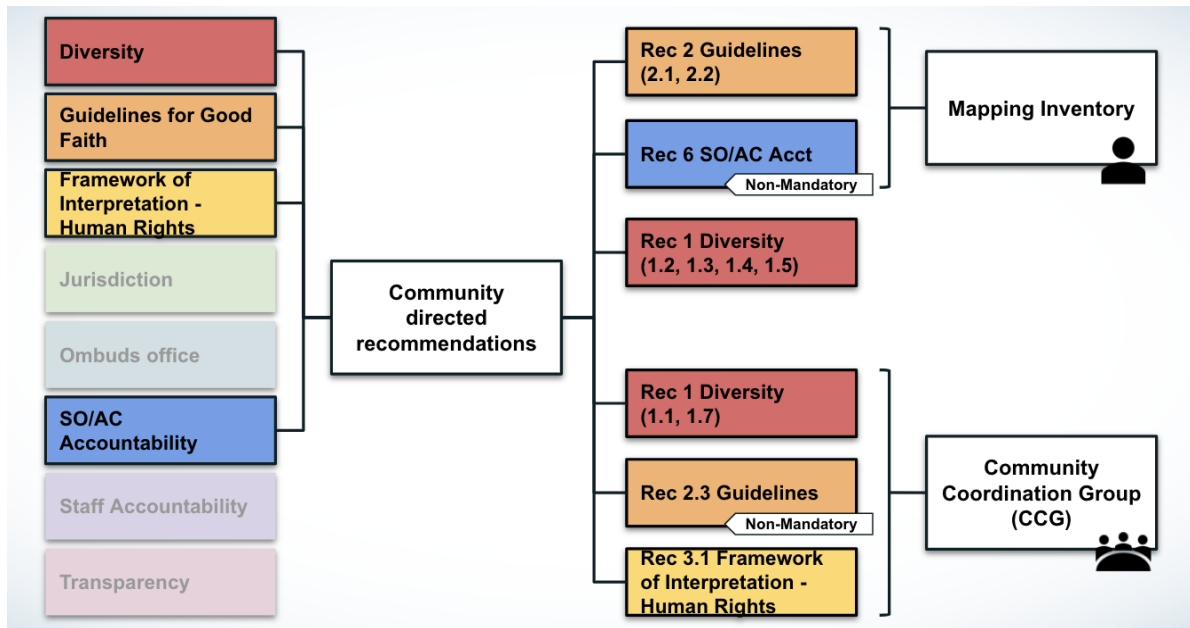 Diversity
Guidelines for Good
Faith
Framework of
Interpretation -
Human Rights
Jurisdiction
Ombuds office
SO/AC
Accountability
Staff Accountability
Transparency
Community
directed
recommendations
Rec 2 Guidelines
(2.1, 2.2)
Rec 6 SO/AC Acct
Non-Mandatory
Rec 1 Diversity
(1.2, 1.3, 1.4, 1.5)
Rec 1 Diversity
(1.1, 1.7)
Rec 2.3 Guidelines
Non-Mandatory
Rec 3.1 Framework
of Interpretation -
Human Rights
Mapping Inventory
Community
Coordination Group
(CCG)